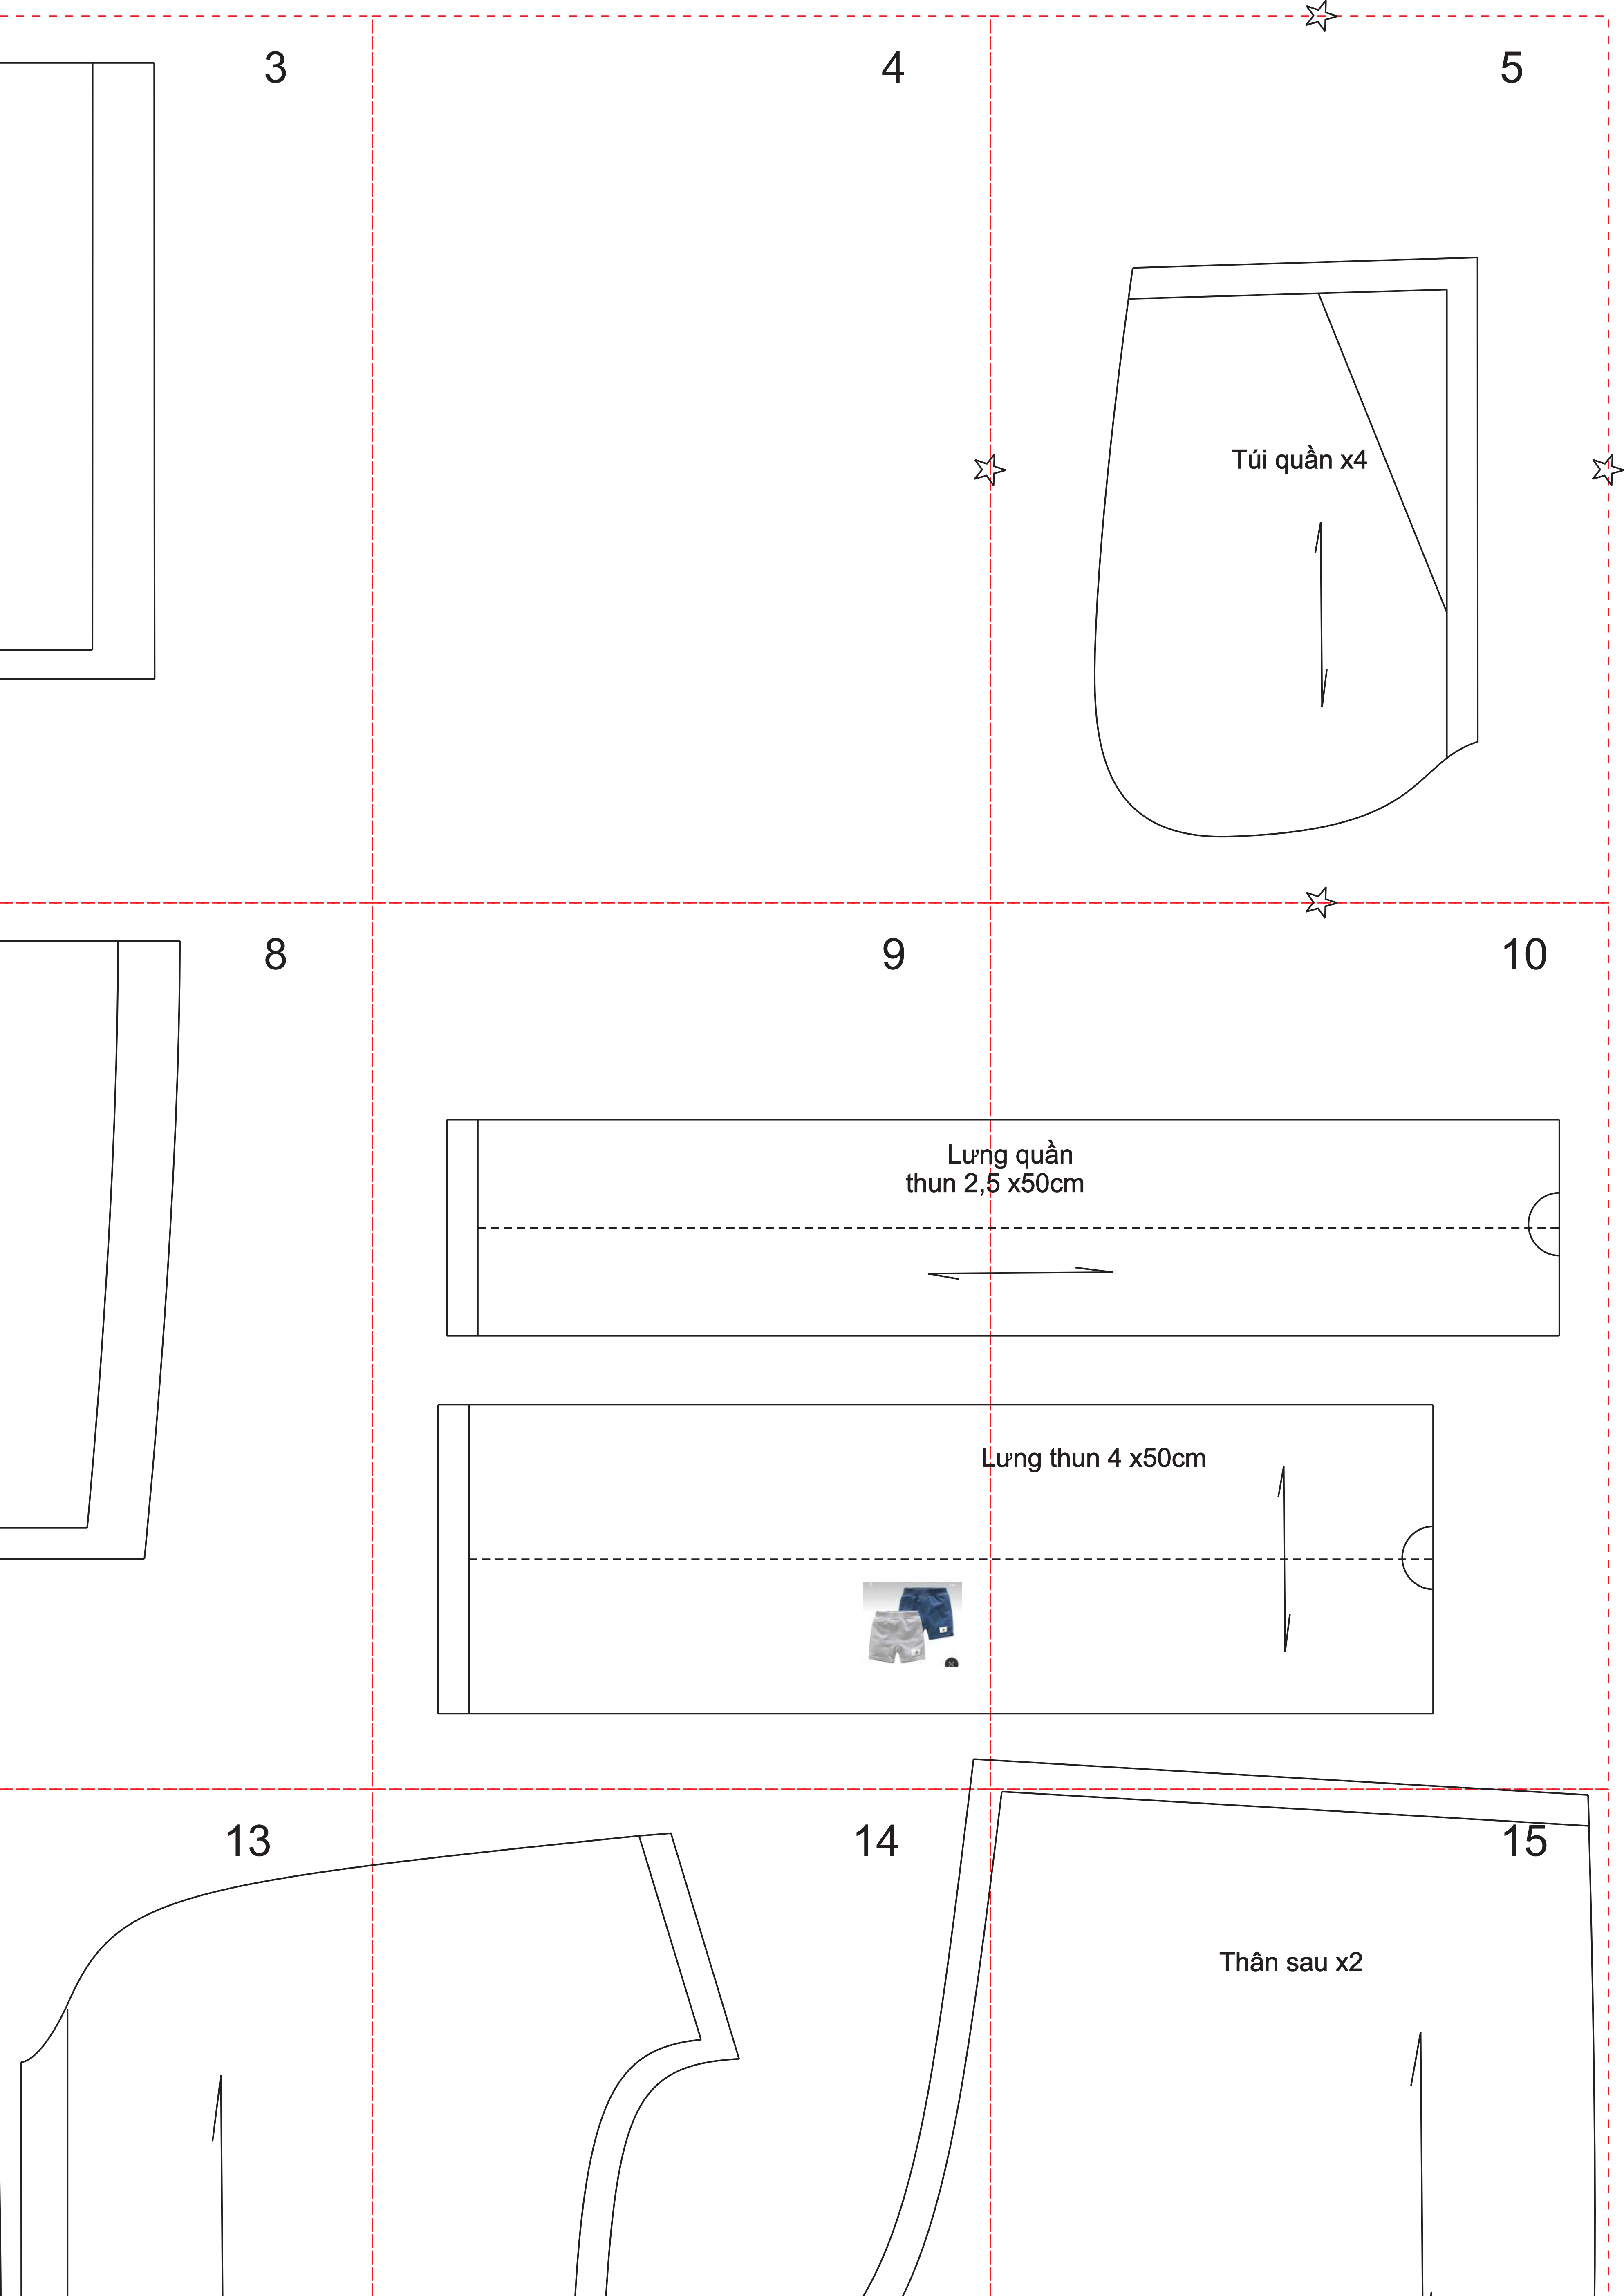 3
4
5
Túi quần x4
8
9
10
Lưng quần
thun 2,5 x50cm
Lưng thun 4 x50cm
13
14
15
Thân sau x2